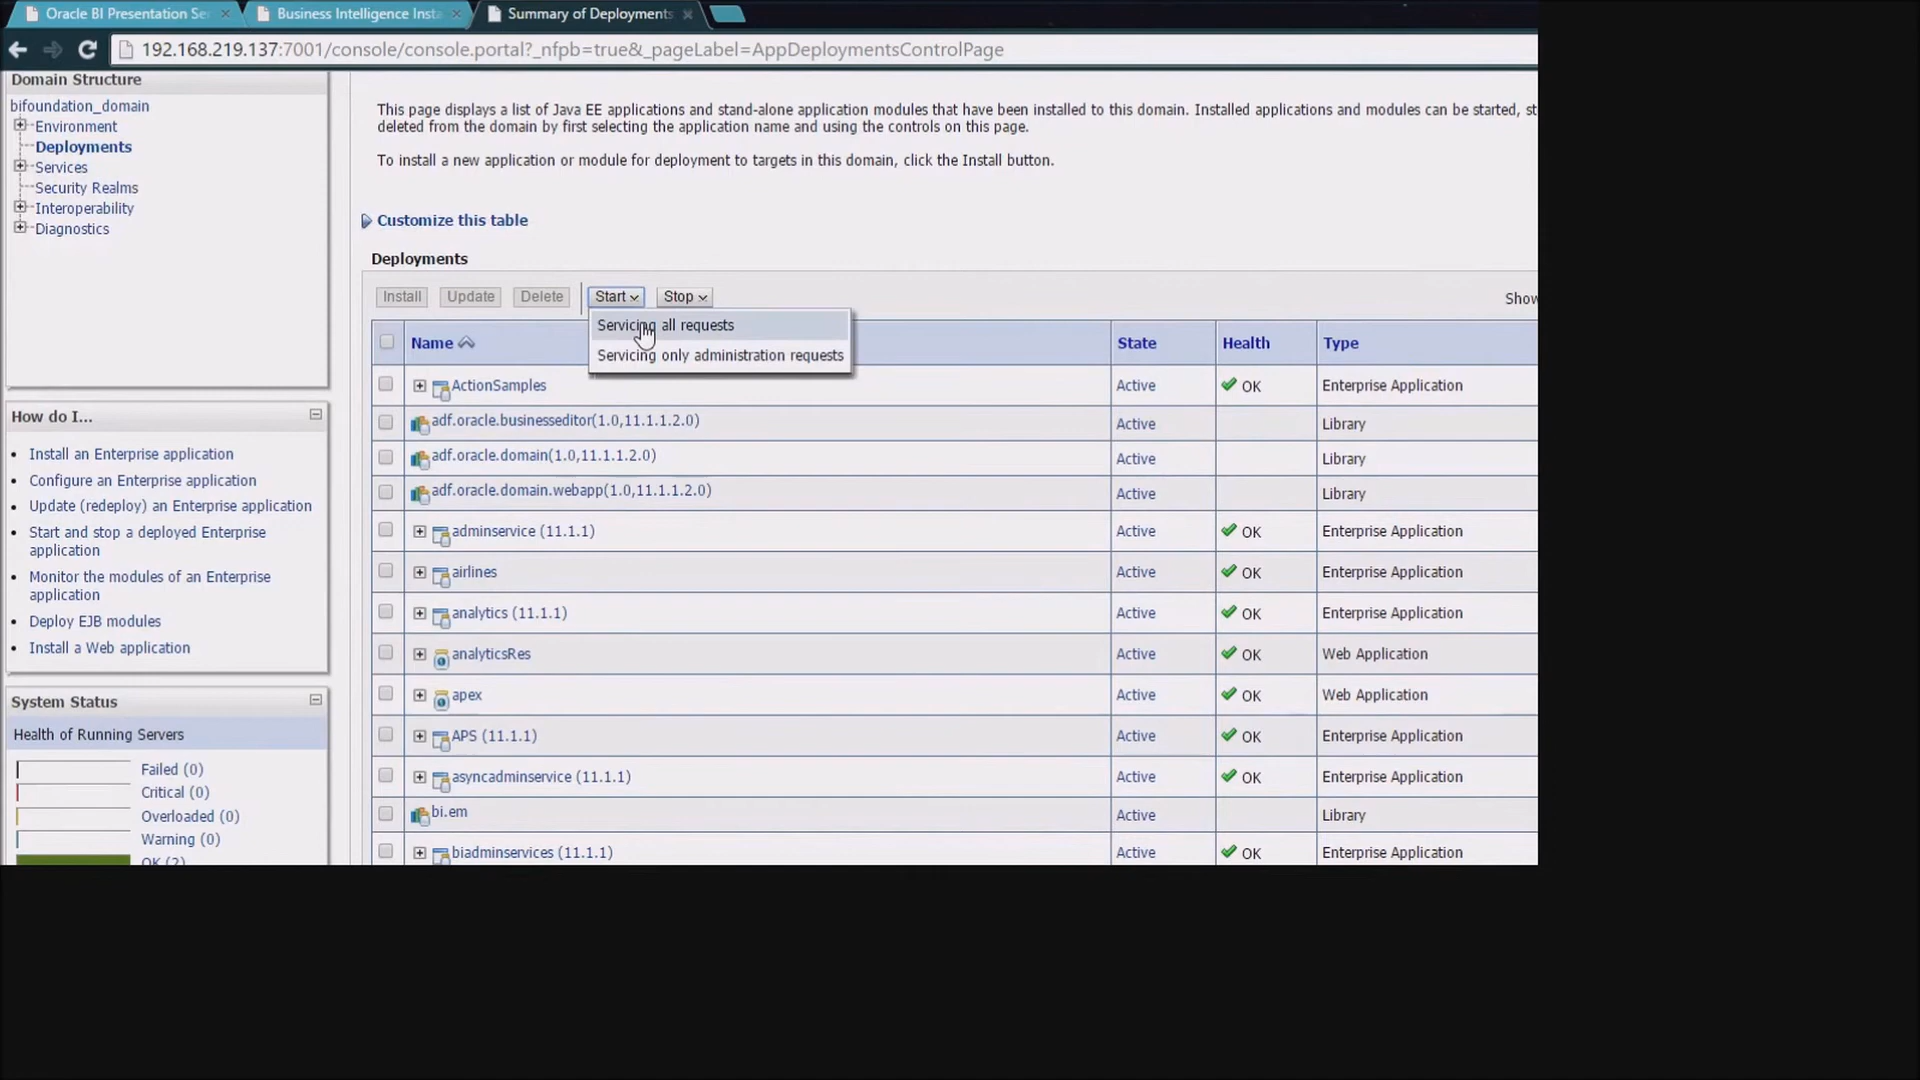 Oracle BI Presentation Se
Business Intelligence Insta
Summary of Deployments
192.168.219.137:7001/console/console.portal?_nfpb=true&_pageLabel=AppDeploymentsControlPage
Domain Structure
bifoundation_domain
Environment
Deployments
Services
Security Realms
Interoperability
Diagnostics
How do I...
Install an Enterprise application
Configure an Enterprise application
Update (redeploy) an Enterprise application
Start and stop a deployed Enterprise
application
Monitor the modules of an Enterprise
application
Deploy EJB modules
Install a Web application
System Status
Health of Running Servers
Failed (0)
Critical (0)
Overloaded (0)
Warning (0)
OK (2)
This page displays a list of Java EE applications and stand-alone application modules that have been installed to this domain. Installed applications and modules can be started, st
deleted from the domain by first selecting the application name and using the controls on this page.
To install a new application or module for deployment to targets in this domain, click the Install button.
Customize this table
Deployments
Install Update Delete Start Stop
Show
Servicing all requests
Servicing only administration requests
Name State Health Type
ActionSamples Active OK Enterprise Application
adf.oracle.businesseditor(1.0,11.1.1.2.0) Active Library
adf.oracle.domain(1.0,11.1.1.2.0) Active Library
adf.oracle.domain.webapp(1.0,11.1.1.2.0) Active Library
adminservice (11.1.1) Active OK Enterprise Application
airlines Active OK Enterprise Application
analytics (11.1.1) Active OK Enterprise Application
analyticsRes Active OK Web Application
apex Active OK Web Application
APS (11.1.1) Active OK Enterprise Application
asyncadminservice (11.1.1) Active OK Enterprise Application
bi.em Active Library
biadminservices (11.1.1) Active OK Enterprise Application